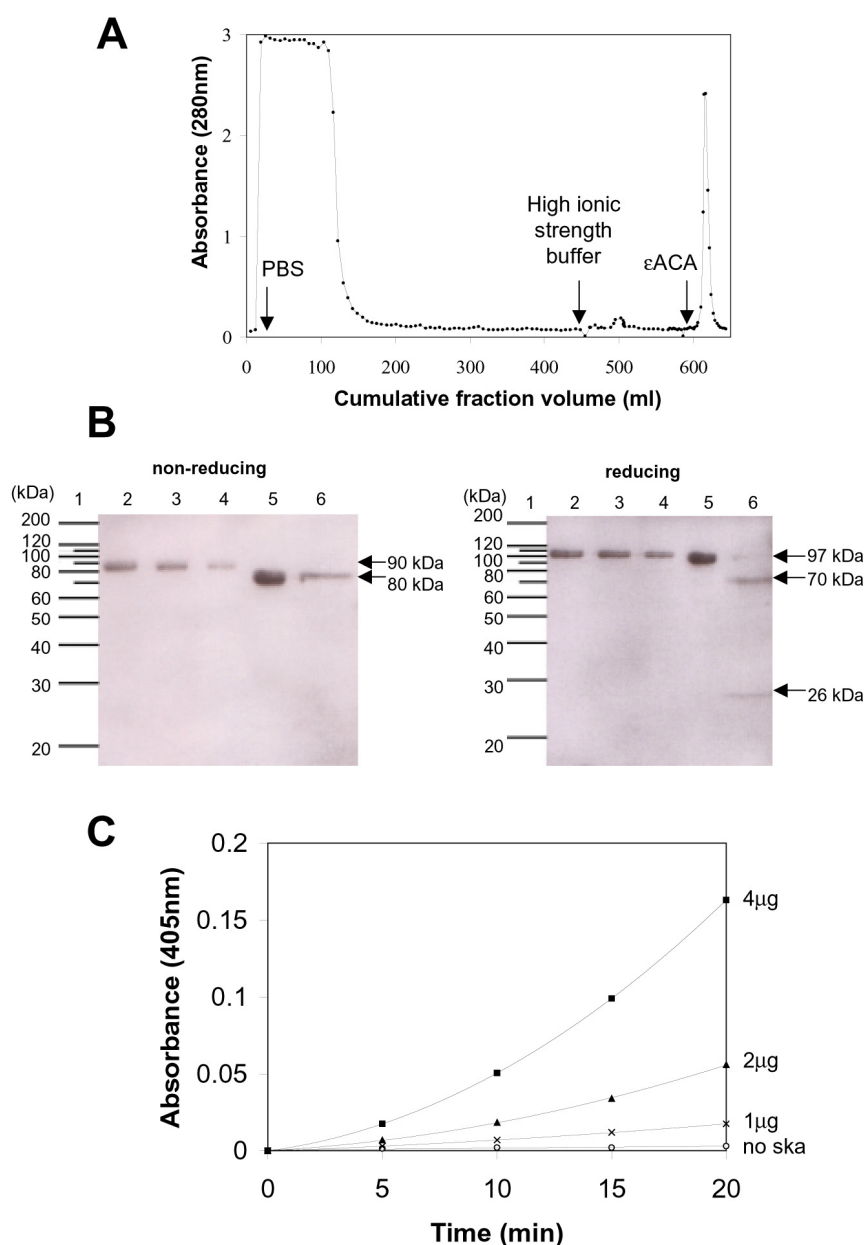 A
Absorbance (280nm)
3
2
1
0
PBS
High ionic
strength
buffer
εACA
0 100 200 300 400 500 600
Cumulative fraction volume (ml)
B
non-reducing
(kDa) 1 2 3 4 5 6
200
120
100
80
60
50
40
30
20
90 kDa
80 kDa
reducing
(kDa) 1 2 3 4 5 6
200
120
100
80
60
50
40
30
20
97 kDa
70 kDa
26 kDa
C
Absorbance (405nm)
0.2
0.15
0.1
0.05
0
4μg
2μg
1μg
no ska
0 5 10 15 20
Time (min)